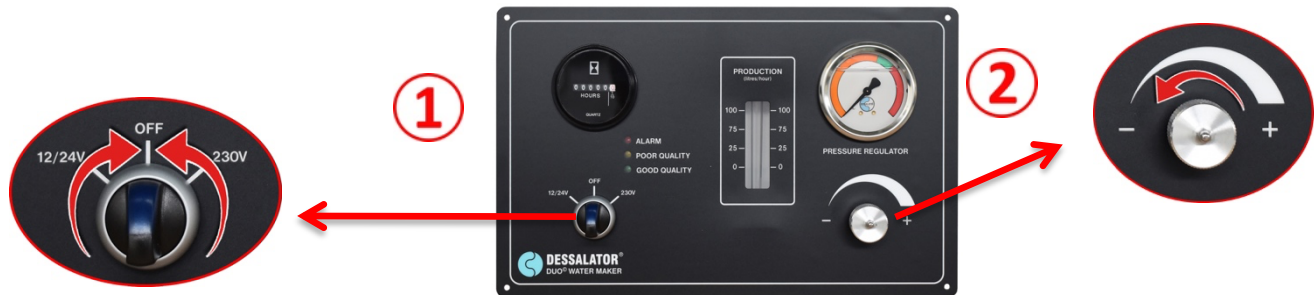 OFF
12/24V 230V
1
HOURS
QUARTZ
ALARM
POOR QUALITY
GOOD QUALITY
OFF
12/24V 230V
DESSALATOR®
DUO® WATER MAKER
PRODUCTION
(litres/hour)
100 100
75 75
25 25
0 0
PRESSURE REGULATOR
- +
2
- +